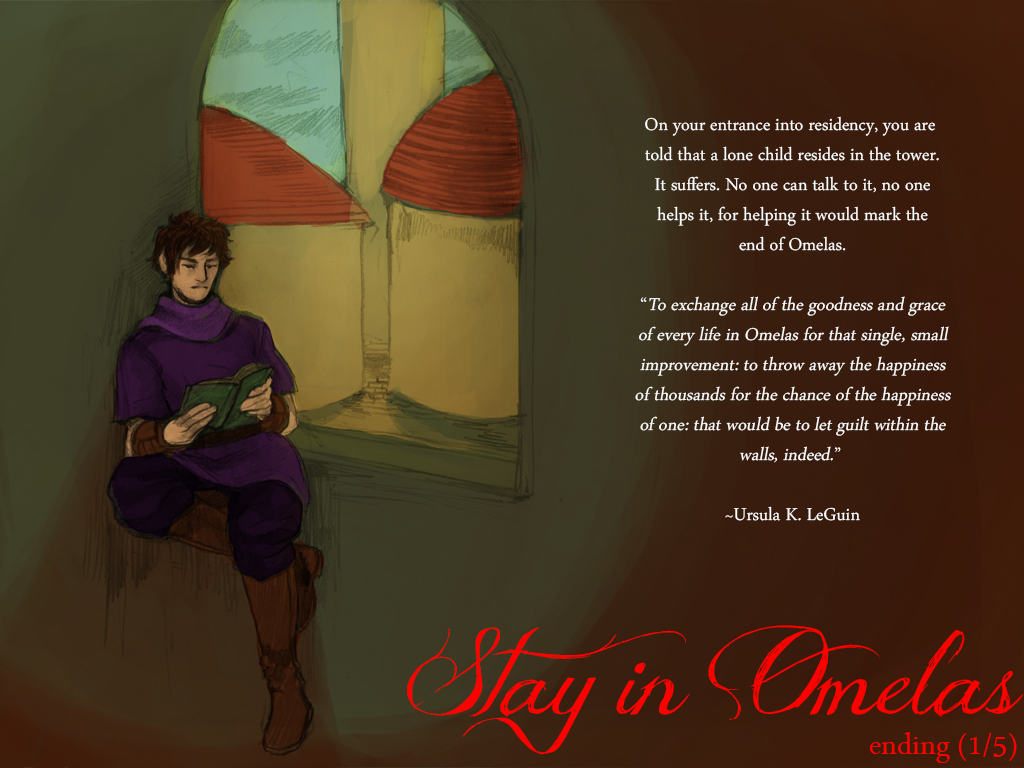 On your entrance into residency, you are
told that a lone child resides in the tower.
It suffers. No one can talk to it, no one
helps it, for helping it would mark the
end of Omelas.
“To exchange all of the goodness and grace
of every life in Omelas for that single, small
improvement: to throw away the happiness
of thousands for the chance of the happiness
of one: that would be to let guilt within the
walls, indeed.”
~Ursula K. LeGuin
Stay in Omelas
ending (1/5)